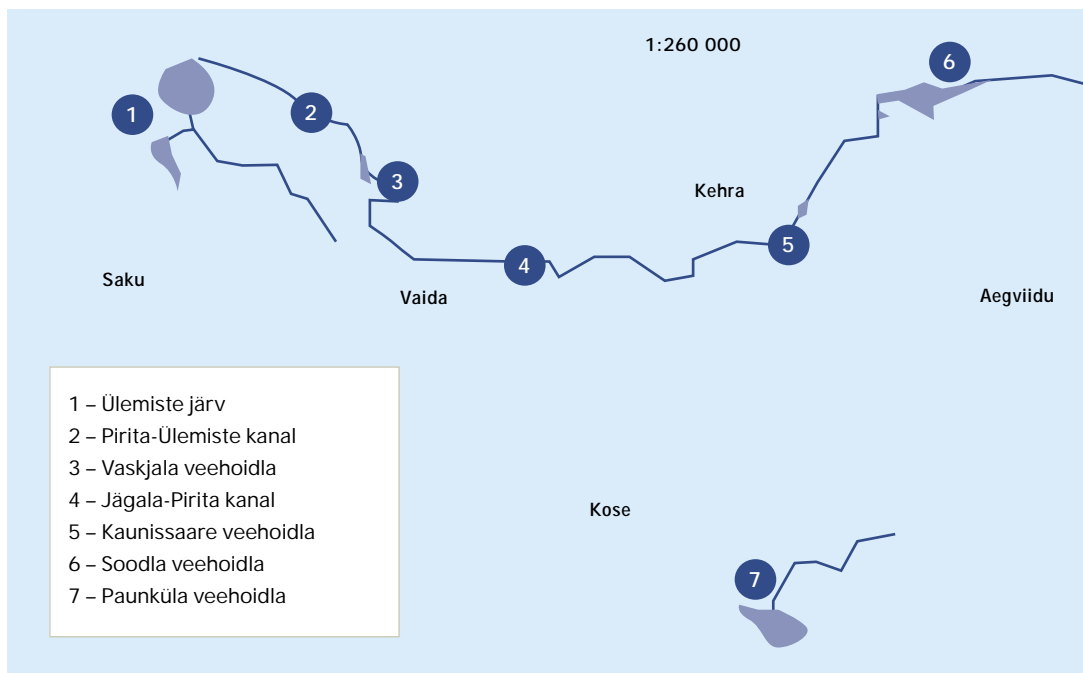 1:260 000
6
1
2
3
Kehra
5
4
Saku
Vaida
Aegviidu
1 – Ülemiste järv
2 – Pirita-Ülemiste kanal
3 – Vaskjala veehoidla
4 – Jägala-Pirita kanal
5 – Kaunissaare veehoidla
6 – Soodla veehoidla
7 – Paunküla veehoidla
Kose
7